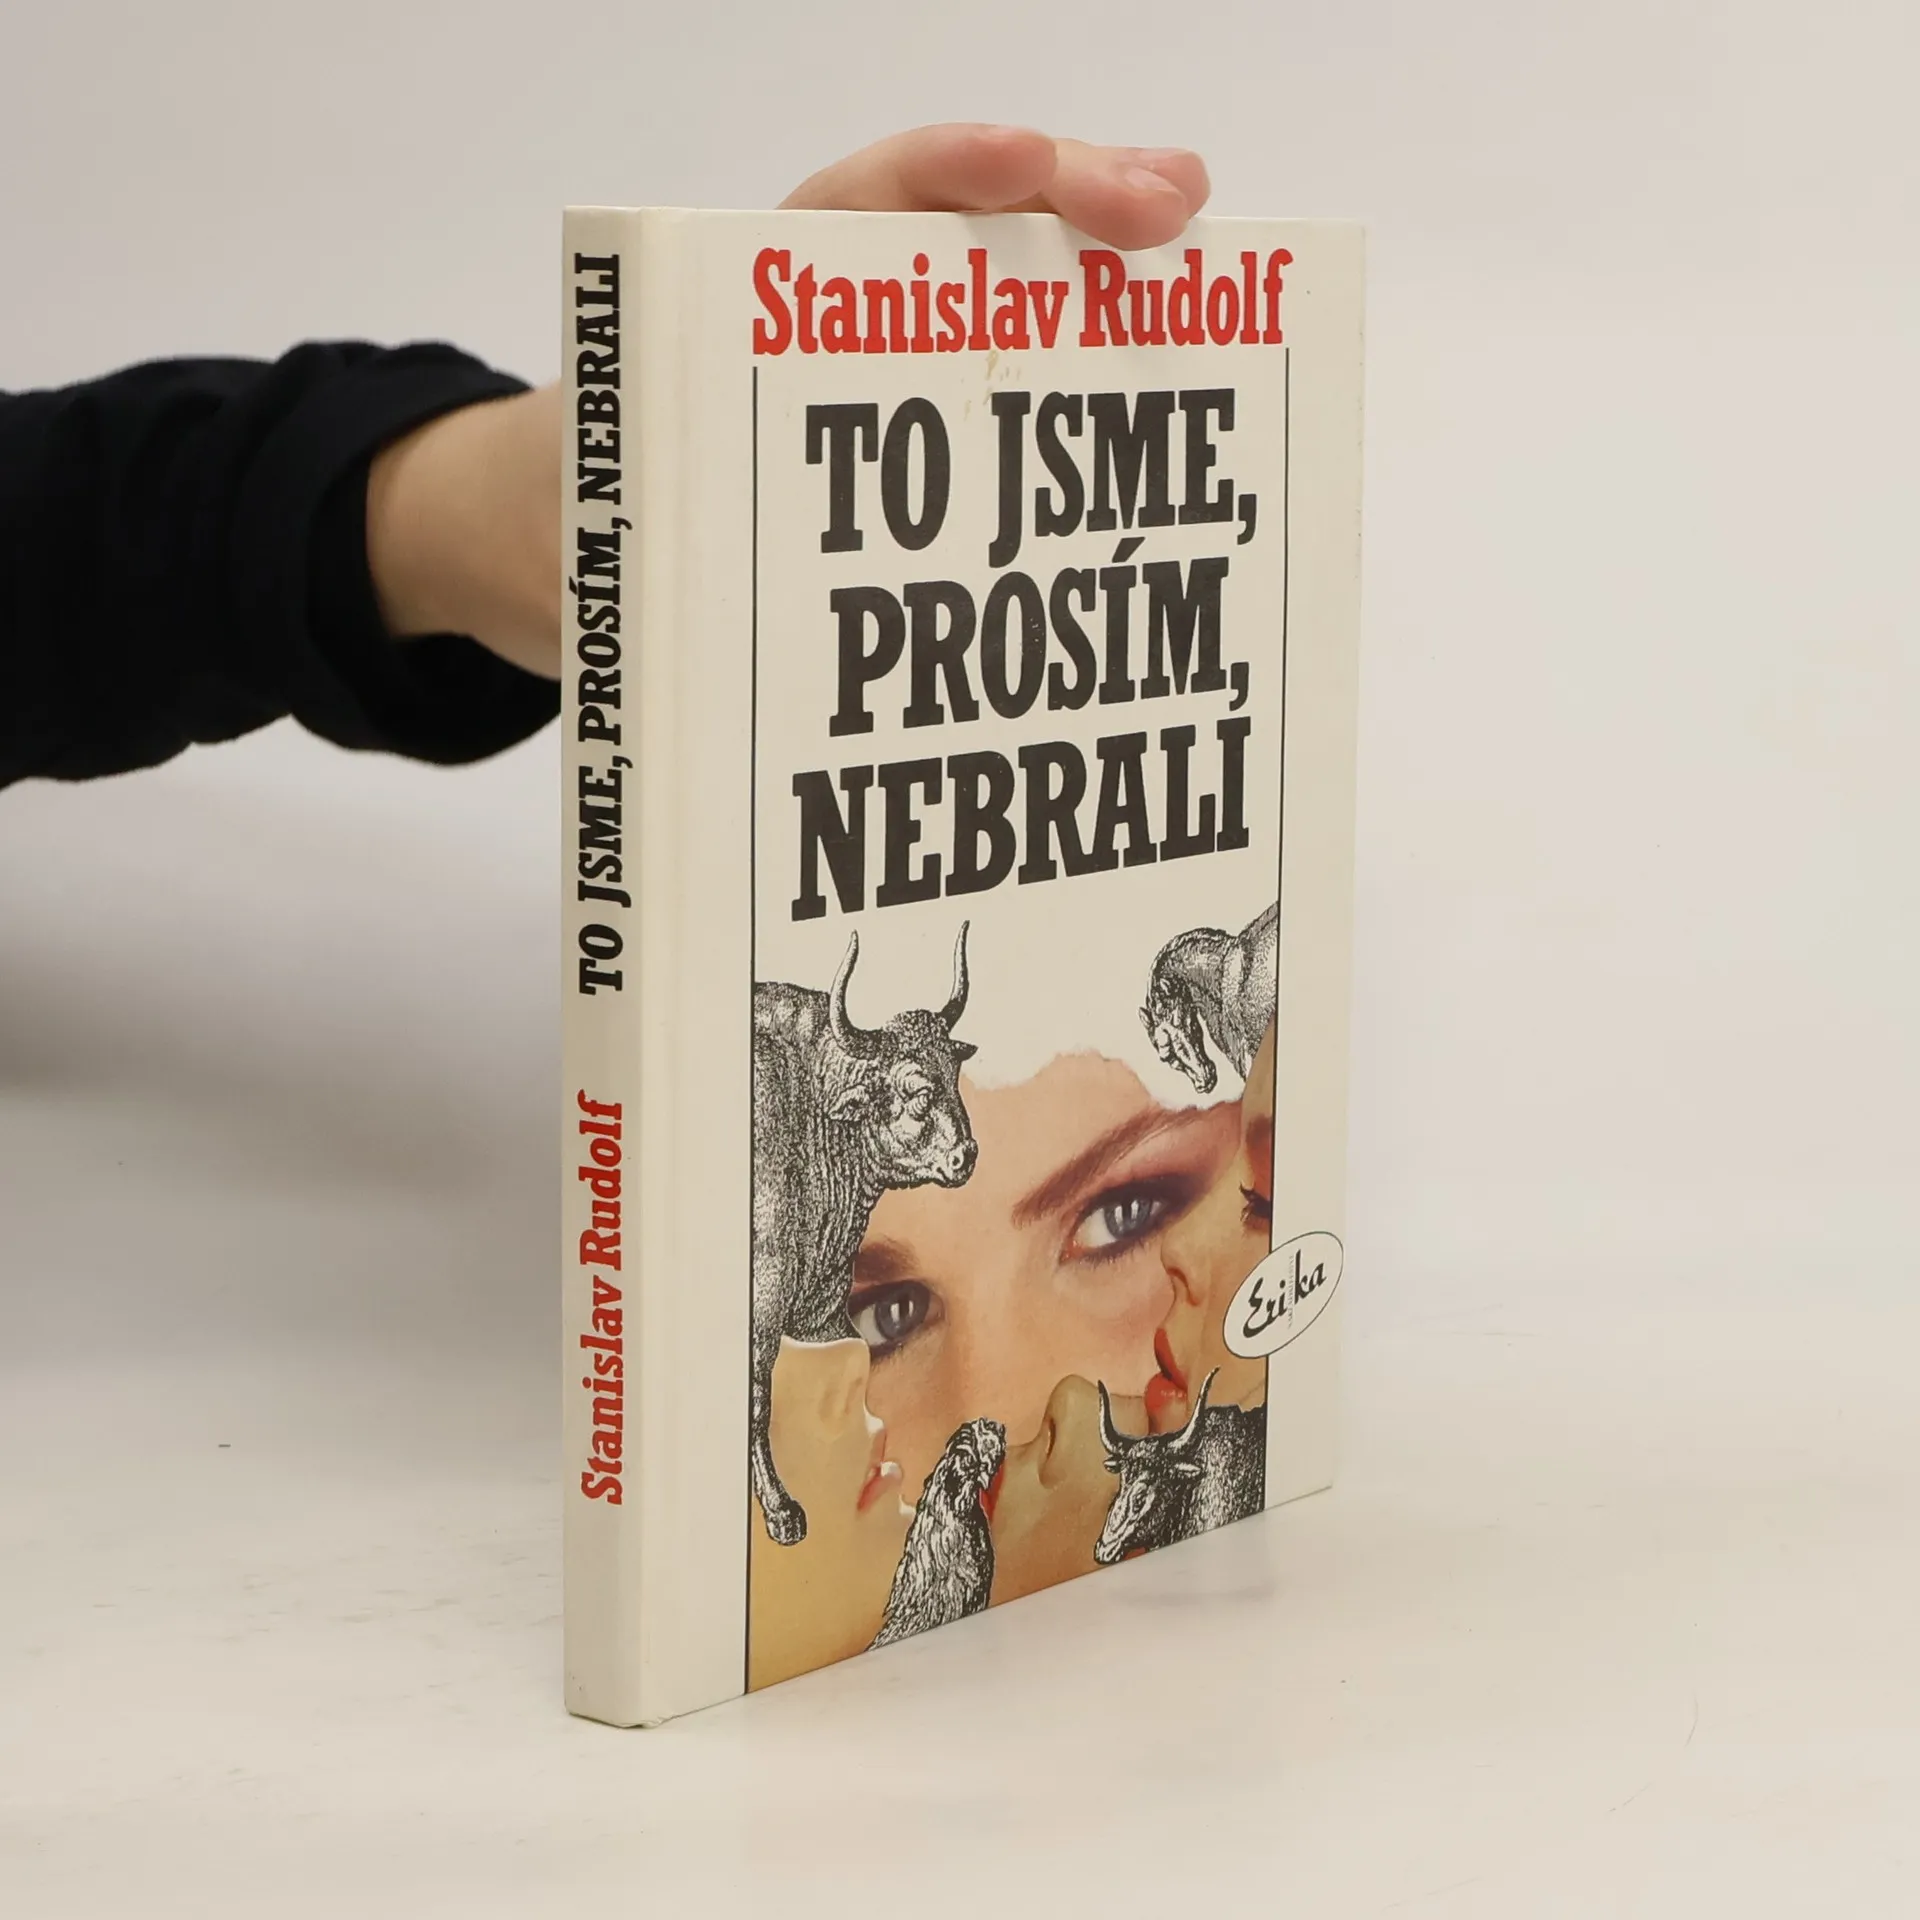 Stanislav Rudolf
TO JSME,
PROSÍM,
NEBRALI
Erika
Stanislav Rudolf TO JSME, PROSÍM, NEBRALI